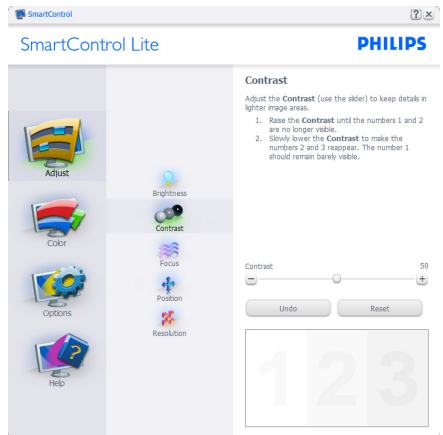 SmartControl
SmartControl Lite
PHILIPS
Adjust
Color
Options
Help
Brightness
Contrast
Focus
Position
Resolution
Contrast
Adjust the Contrast (use the slider) to keep details in
lighter image areas.
1. Raise the Contrast until the numbers 1 and 2
are no longer visible.
2. Slowly lower the Contrast to make the
numbers 2 and 3 reappear. The number 1
should remain barely visible.
Contrast 50
Undo Reset
1 2 3